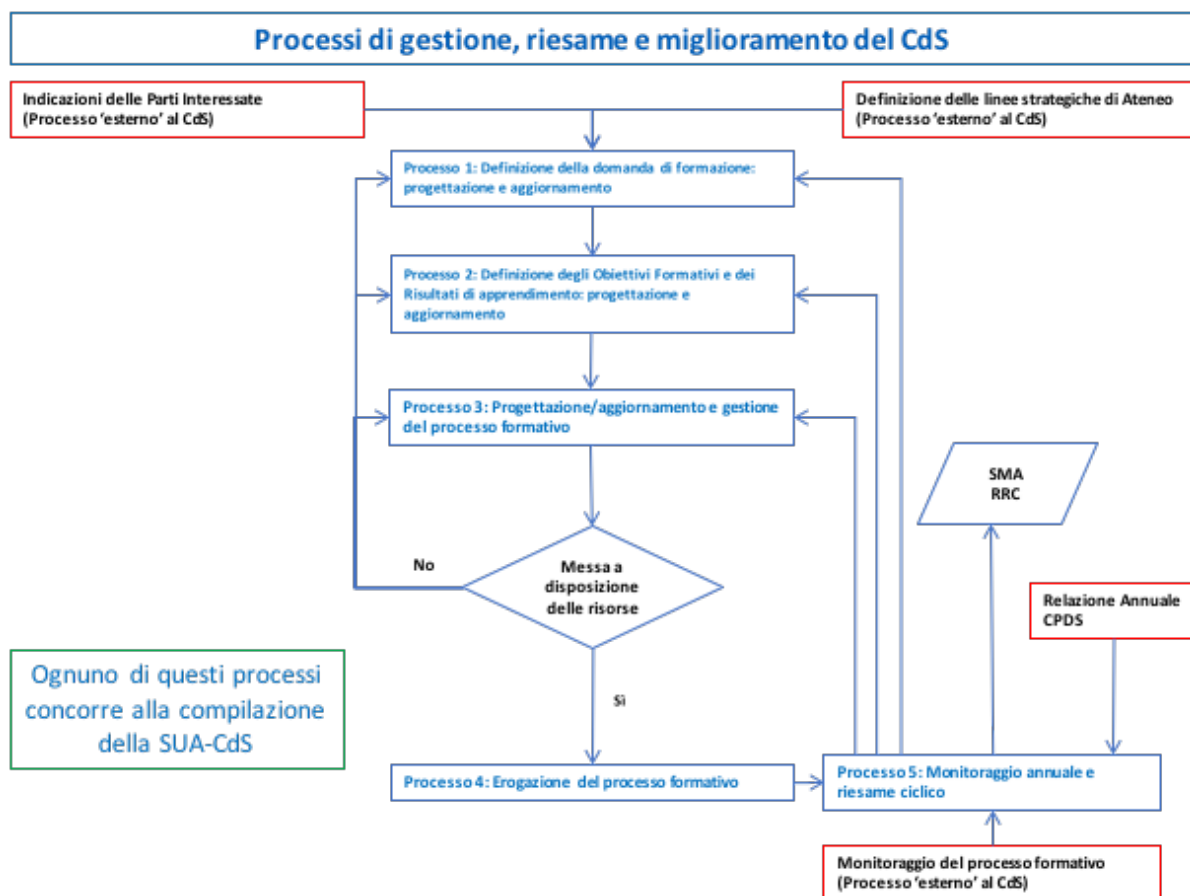 Processi di gestione, riesame e miglioramento del CdS
Indicazioni delle Parti Interessate
(Processo ‘esterno’ al CdS)
Definizione delle linee strategiche di Ateneo
(Processo ‘esterno’ al CdS)
Processo 1: Definizione della domanda di formazione:
progettazione e aggiornamento
Processo 2: Definizione degli Obiettivi Formativi e dei
Risultati di apprendimento: progettazione e
aggiornamento
Processo 3: Progettazione/aggiornamento e gestione
del processo formativo
SMA
RRC
No
Messa a
disposizione
delle risorse
Relazione Annuale
CPDS
Ognuno di questi processi
concorre alla compilazione
della SUA-CdS
Sì
Processo 4: Erogazione del processo formativo
Processo 5: Monitoraggio annuale e
riesame ciclico
Monitoraggio del processo formativo
(Processo ‘esterno’ al CdS)